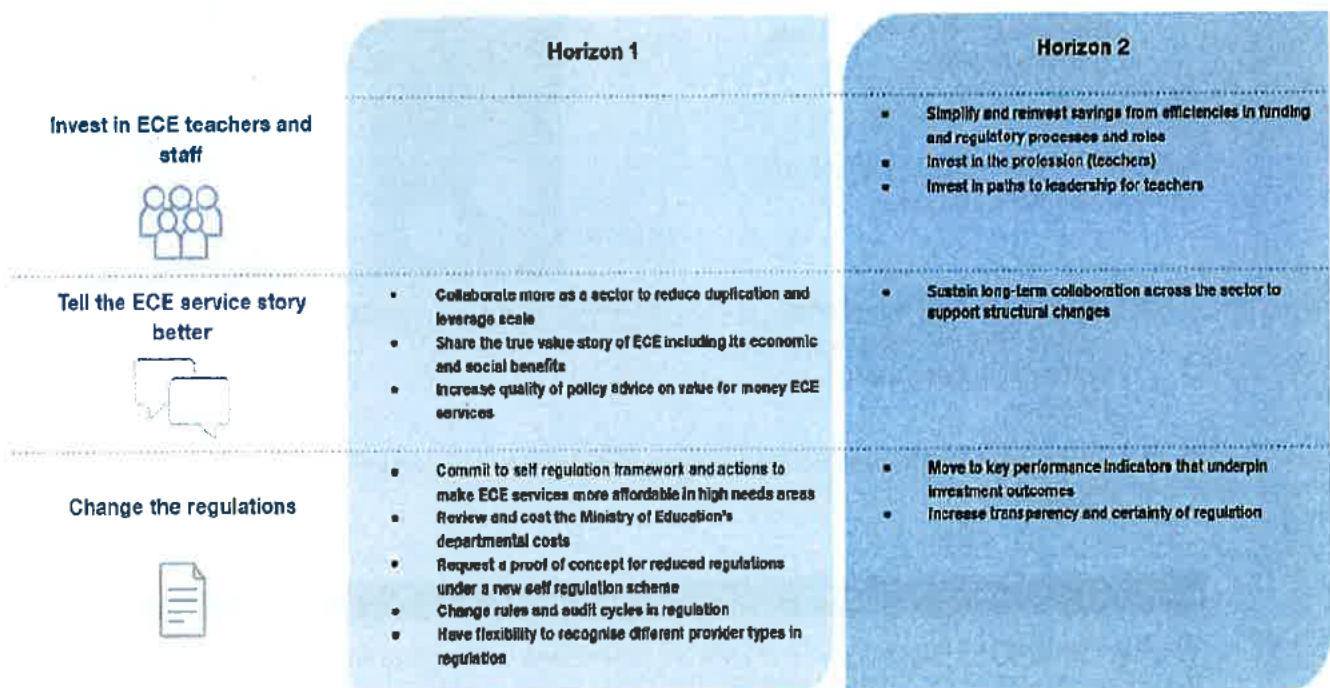 Horizon 1
Horizon 2
Invest in ECE teachers and
staff
• Simplify and reinvest savings from efficiencies in funding
and regulatory processes and roles
• Invest in the profession (teachers)
• Invest in paths to leadership for teachers
Tell the ECE service story
better
• Collaborate more as a sector to reduce duplication and
leverage scale
• Share the true value story of ECE including its economic
and social benefits
• Increase quality of policy advice on value for money ECE
services
• Sustain long-term collaboration across the sector to
support structural changes
Change the regulations
• Commit to self regulation framework and actions to
make ECE services more affordable in high needs areas
• Review and cost the Ministry of Education's
departmental costs
• Request a proof of concept for reduced regulations
under a new self regulation scheme
• Change rules and audit cycles in regulation
• Have flexibility to recognise different provider types in
regulation
• Move to key performance indicators that underpin
investment outcomes
• Increase transparency and certainty of regulation